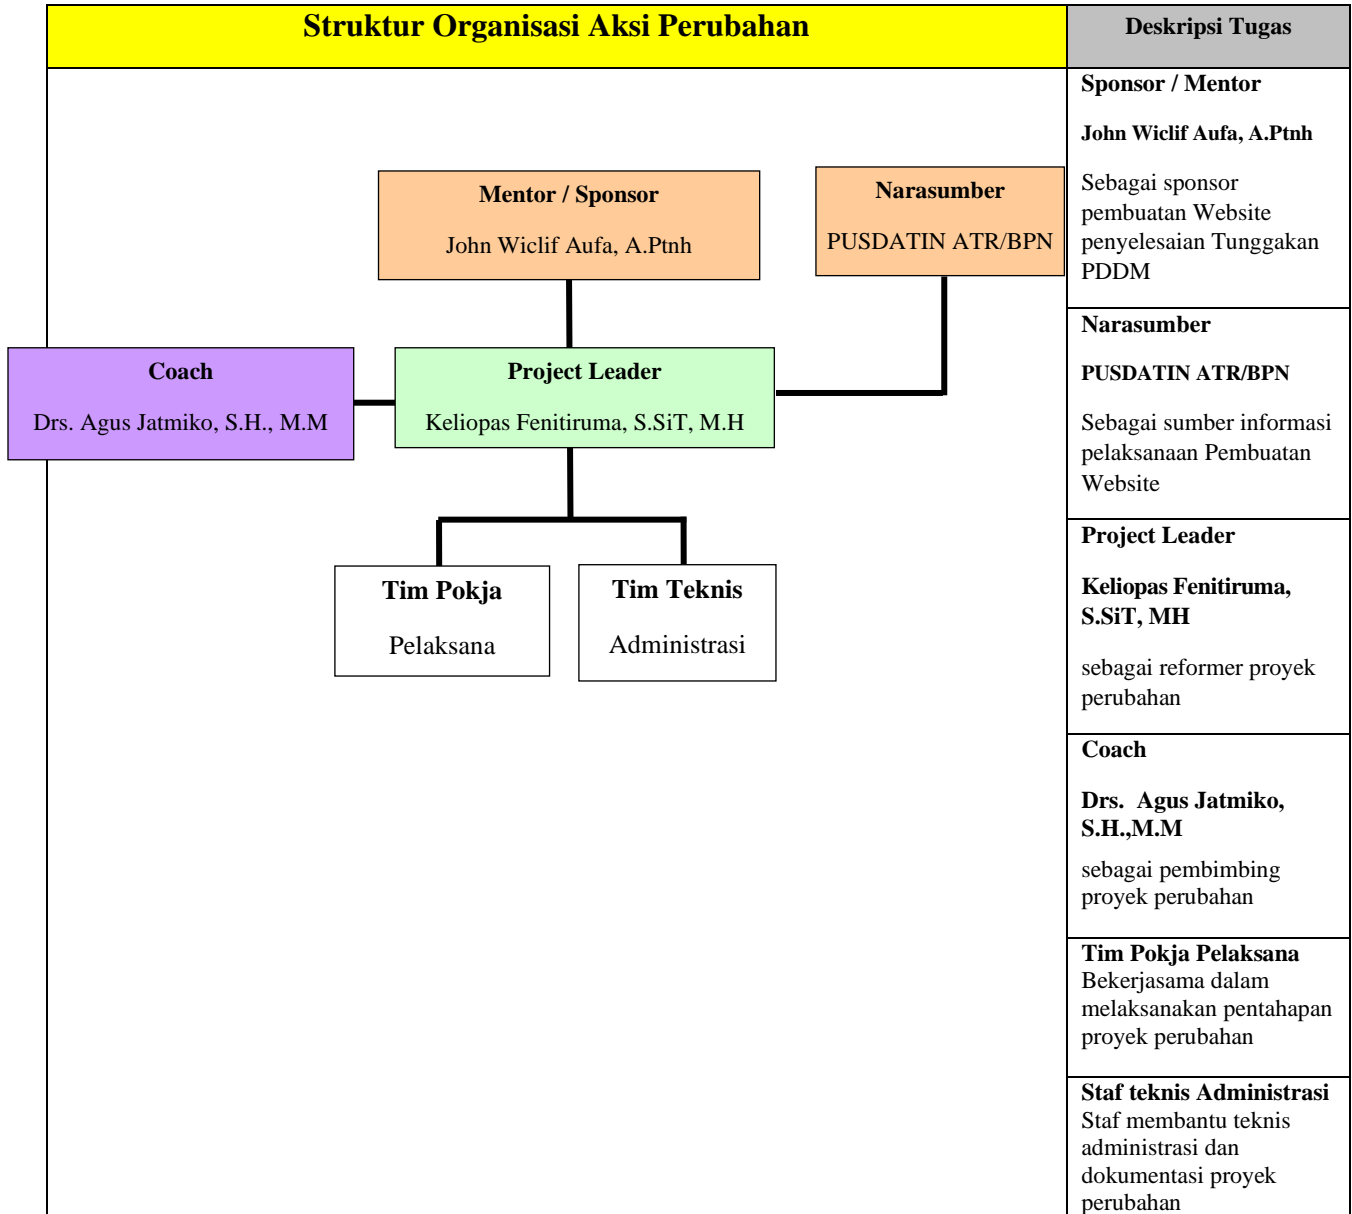 Struktur Organisasi Aksi Perubahan
Mentor / Sponsor
John Wiclif Aufa, A.Ptnh
Narasumber
PUSDATIN ATR/BPN
Coach
Drs. Agus Jatmiko, S.H., M.M
Project Leader
Keliopas Fenitiruma, S.SiT, M.H
Tim Pokja
Pelaksana
Tim Teknis
Administrasi
Deskripsi Tugas
Sponsor / Mentor
John Wiclif Aufa, A.Ptnh
Sebagai sponsor
pembuatan Website
penyelesaian Tunggakan
PDDM
Narasumber
PUSDATIN ATR/BPN
Sebagai sumber informasi
pelaksanaan Pembuatan
Website
Project Leader
Keliopas Fenitiruma,
S.SiT, MH
sebagai reformer proyek
perubahan
Coach
Drs. Agus Jatmiko,
S.H.,M.M
sebagai pembimbing
proyek perubahan
Tim Pokja Pelaksana
Bekerjasama dalam
melaksanakan pentahapan
proyek perubahan
Staf teknis Administrasi
Staf membantu teknis
administrasi dan
dokumentasi proyek
perubahan